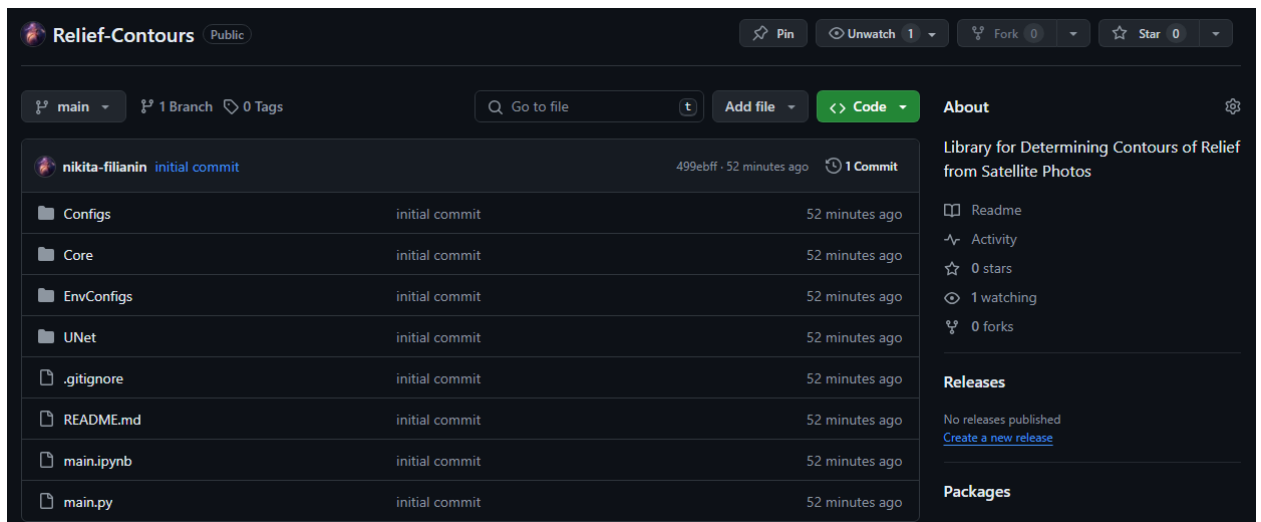 Relief-Contours Public Pin Unwatch 1 Fork 0 Star 0
main 1 Branch 0 Tags Go to file t Add file Code
nikita-filianin initial commit 499ebff · 52 minutes ago 1 Commit
Configs initial commit 52 minutes ago
Core initial commit 52 minutes ago
EnvConfigs initial commit 52 minutes ago
UNet initial commit 52 minutes ago
.gitignore initial commit 52 minutes ago
README.md initial commit 52 minutes ago
main.ipynb initial commit 52 minutes ago
main.py initial commit 52 minutes ago
About
Library for Determining Contours of Relief
from Satellite Photos
Readme
Activity
0 stars
1 watching
0 forks
Releases
No releases published
Create a new release
Packages